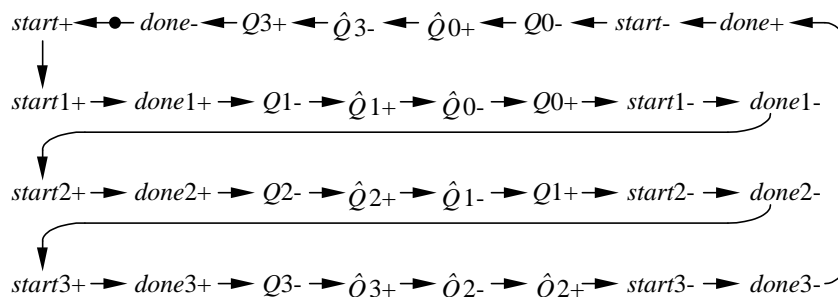 start+ done- Q3+ Q̂3- Q̂0+ Q0- start- done+
start1+ done1+ Q1- Q̂1+ Q̂0- Q0+ start1- done1-
start2+ done2+ Q2- Q̂2+ Q̂1- Q1+ start2- done2-
start3+ done3+ Q3- Q̂3+ Q̂2- Q̂2+ start3- done3-